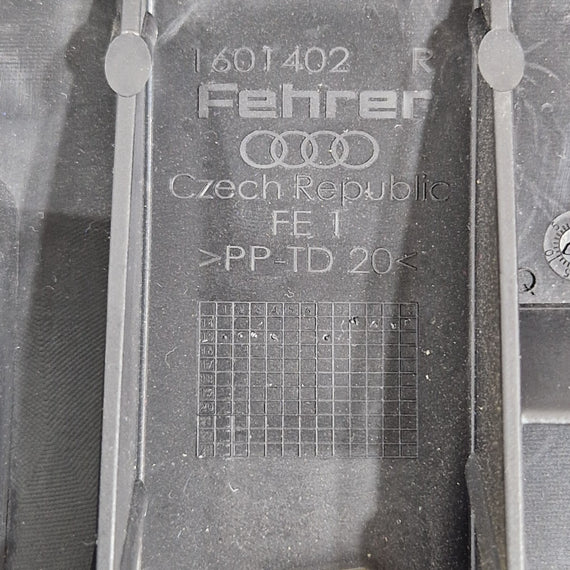 1601402 R
Fehrer
Czech Republic
FE 1
>PP-TD 20<